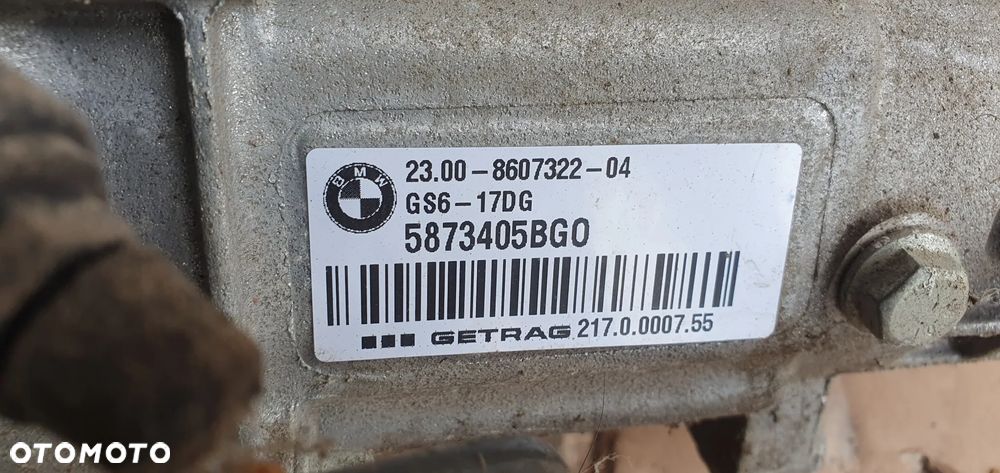 BMW
23.00-8607322-04
GS6-17DG
5873405BGO
GETRAG 217.0.0007.55
OTOMOTO